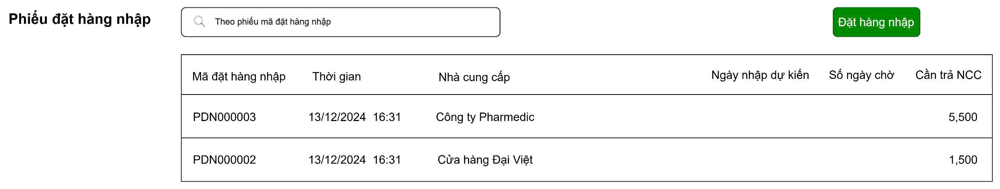 Phiếu đặt hàng nhập
Theo phiếu mã đặt hàng nhập
Đặt hàng nhập
Mã đặt hàng nhập Thời gian Nhà cung cấp Ngày nhập dự kiến Số ngày chờ Cần trả NCC
PDN000003 13/12/2024 16:31 Công ty Pharmedic 5,500
PDN000002 13/12/2024 16:31 Cửa hàng Đại Việt 1,500